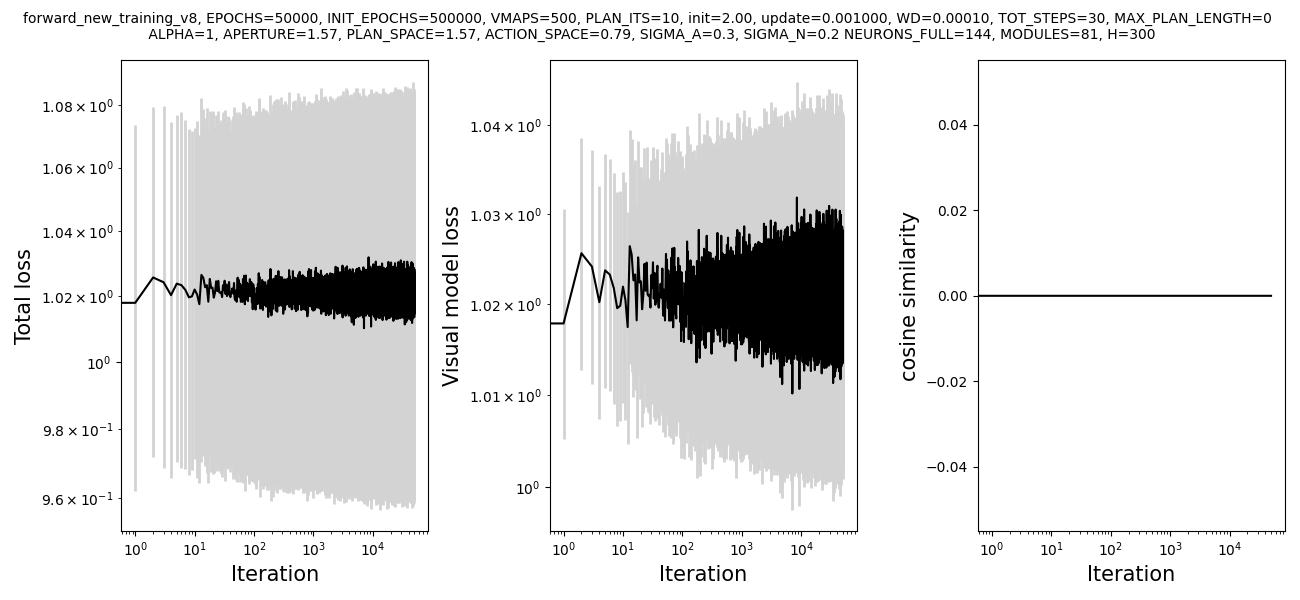 forward_new_training_v8, EPOCHS=50000, INIT_EPOCHS=500000, VMAPS=500, PLAN_ITS=10, init=2.00, update=0.001000, WD=0.00010, TOT_STEPS=30, MAX_PLAN_LENGTH=0
ALPHA=1, APERTURE=1.57, PLAN_SPACE=1.57, ACTION_SPACE=0.79, SIGMA_A=0.3, SIGMA_N=0.2 NEURONS_FULL=144, MODULES=81, H=300
Total loss
1.08 × 10⁰
1.06 × 10⁰
1.04 × 10⁰
1.02 × 10⁰
10⁰
9.8 × 10⁻¹
9.6 × 10⁻¹
10⁰ 10¹ 10² 10³ 10⁴
Iteration
Visual model loss
1.04 × 10⁰
1.03 × 10⁰
1.02 × 10⁰
1.01 × 10⁰
10⁰
10⁰ 10¹ 10² 10³ 10⁴
Iteration
cosine similarity
0.04
0.02
0.00
−0.02
−0.04
10⁰ 10¹ 10² 10³ 10⁴
Iteration